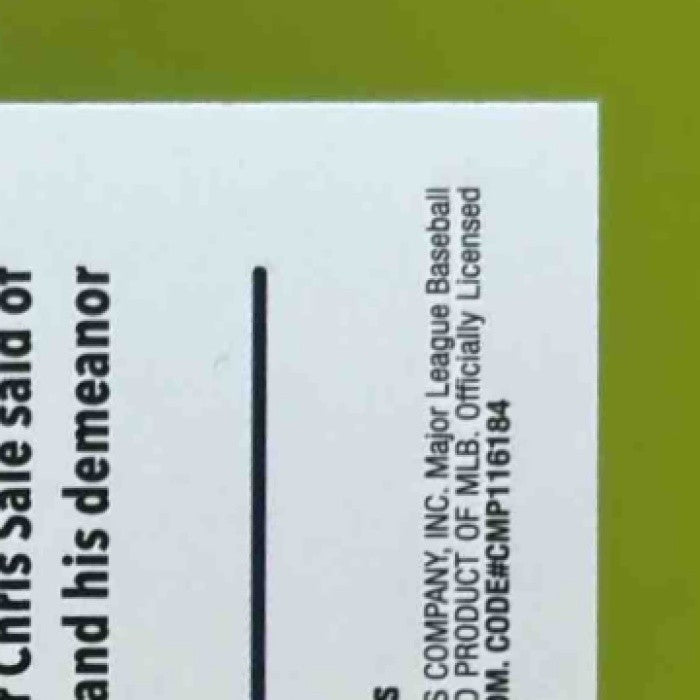 Chris Sale said of
and his demeanor
S
S COMPANY, INC. Major League Baseball
D PRODUCT OF MLB. Officially Licensed
OM. CODE#CMP116184